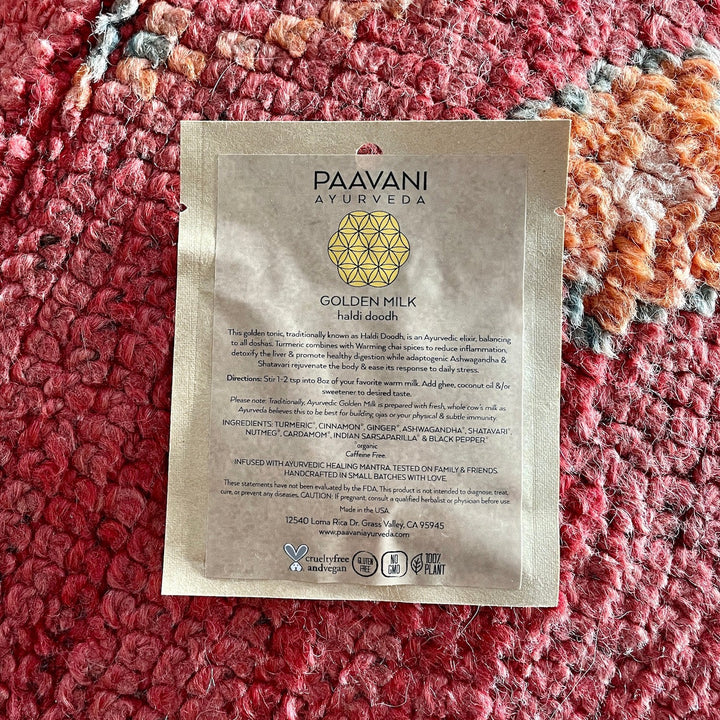 PAAVANI
AYURVEDA
GOLDEN MILK
haldi doodh
This golden tonic, traditionally known as Haldi Doodh, is an Ayurvedic elixir, balancing
to all doshas. Turmeric combines with Warming chai spices to reduce inflammation,
detoxify the liver & promote healthy digestion while adaptogenic Ashwagandha &
Shatavari rejuvenate the body & ease its response to daily stress.
Directions: Stir 1-2 tsp into 8oz of your favorite warm milk. Add ghee, coconut oil &/or
sweetener to desired taste.
Please note: Traditionally, Ayurvedic Golden Milk is prepared with fresh, whole cow's milk as
Ayurveda believes this to be best for building ojas or your physical & subtle immunity.
INGREDIENTS: TURMERIC*, CINNAMON*, GINGER*, ASHWAGANDHA*, SHATAVARI*,
NUTMEG*, CARDAMOM*, INDIAN SARSAPARILLA* & BLACK PEPPER*
organic
Caffeine Free.
INFUSED WITH AYURVEDIC HEALING MANTRA. TESTED ON FAMILY & FRIENDS.
HANDCRAFTED IN SMALL BATCHES WITH LOVE.
These statements have not been evaluated by the FDA. This product is not intended to diagnose, treat,
cure, or prevent any diseases. CAUTION: If pregnant, consult a qualified herbalist or physician before use.
Made in the USA.
12540 Loma Rica Dr. Grass Valley, CA 95945
www.paavaniayurveda.com
crueltyfree
andvegan
GLUTEN
FREE
NO
GMO
100%
PLANT